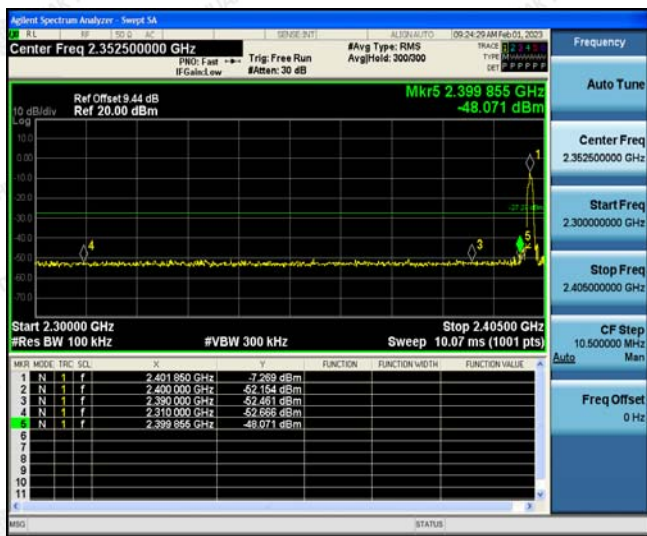 Agilent Spectrum Analyzer - Swept SA
RL RF 50 Ω AC SENSE:INT ALIGN AUTO 09:24:29 AM Feb 01, 2023
Center Freq 2.352500000 GHz
PNO: Fast
IFGain:Low
Trig: Free Run
#Atten: 30 dB
#Avg Type: RMS
Avg|Hold: 300/300
TRACE 1 2 3 4 5 6
TYPE
DET P P P P P P
Ref Offset 9.44 dB
Ref 20.00 dBm
10 dB/div
Log
Mkr5 2.399 855 GHz
-48.071 dBm
10.0
0.00
-10.0
-20.0
-30.0
-40.0
-50.0
-60.0
-70.0
1
3
4
5
Start 2.30000 GHz
Stop 2.40500 GHz
#Res BW 100 kHz
#VBW 300 kHz
Sweep 10.07 ms (1001 pts)
MKR MODE TRC SCL X Y FUNCTION FUNCTION WIDTH FUNCTION VALUE
1 N 1 f 2.401 850 GHz -7.269 dBm
2 N 1 f 2.400 000 GHz -52.154 dBm
3 N 1 f 2.390 000 GHz -52.461 dBm
4 N 1 f 2.310 000 GHz -52.666 dBm
5 N 1 f 2.399 855 GHz -48.071 dBm
6
7
8
9
10
11
MSG
STATUS
Frequency
Auto Tune
Center Freq
2.352500000 GHz
Start Freq
2.300000000 GHz
Stop Freq
2.405000000 GHz
CF Step
10.500000 MHz
Auto Man
Freq Offset
0 Hz